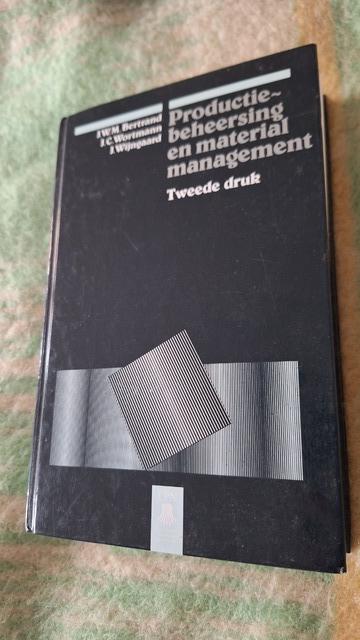 J.W.M. Bertrand
J.C. Wortmann
J. Wijngaard
Productie-
beheersing
en material
management
Tweede druk